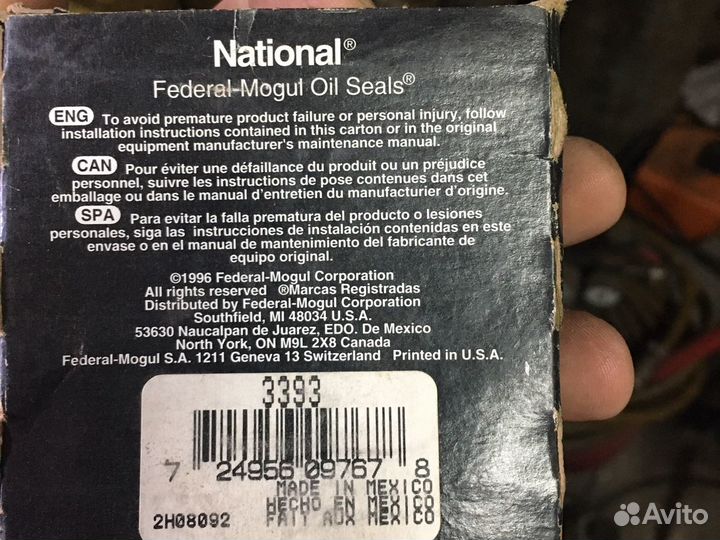 National®
Federal-Mogul Oil Seals®
ENG To avoid premature product failure or personal injury, follow
installation instructions contained in this carton or in the original
equipment manufacturer's maintenance manual.
CAN Pour éviter une défaillance du produit ou un préjudice
personnel, suivre les instructions de pose contenues dans cet
emballage ou dans le manuel d'entretien du manufacturier d'origine.
SPA Para evitar la falla prematura del producto o lesiones
personales, siga las instrucciones de instalación contenidas en este
envase o en el manual de mantenimiento del fabricante de
equipo original.
©1996 Federal-Mogul Corporation
All rights reserved ®Marcas Registradas
Distributed by Federal-Mogul Corporation
Southfield, MI 48034 U.S.A.
53630 Naucalpan de Juarez, EDO. De Mexico
North York, ON M9L 2X8 Canada
Federal-Mogul S.A. 1211 Geneva 13 Switzerland Printed in U.S.A.
3393
7 24956 09767 8
MADE IN MEXICO
HECHO EN MEXICO
2H08092 FAIT AUX MEXICO
Avito